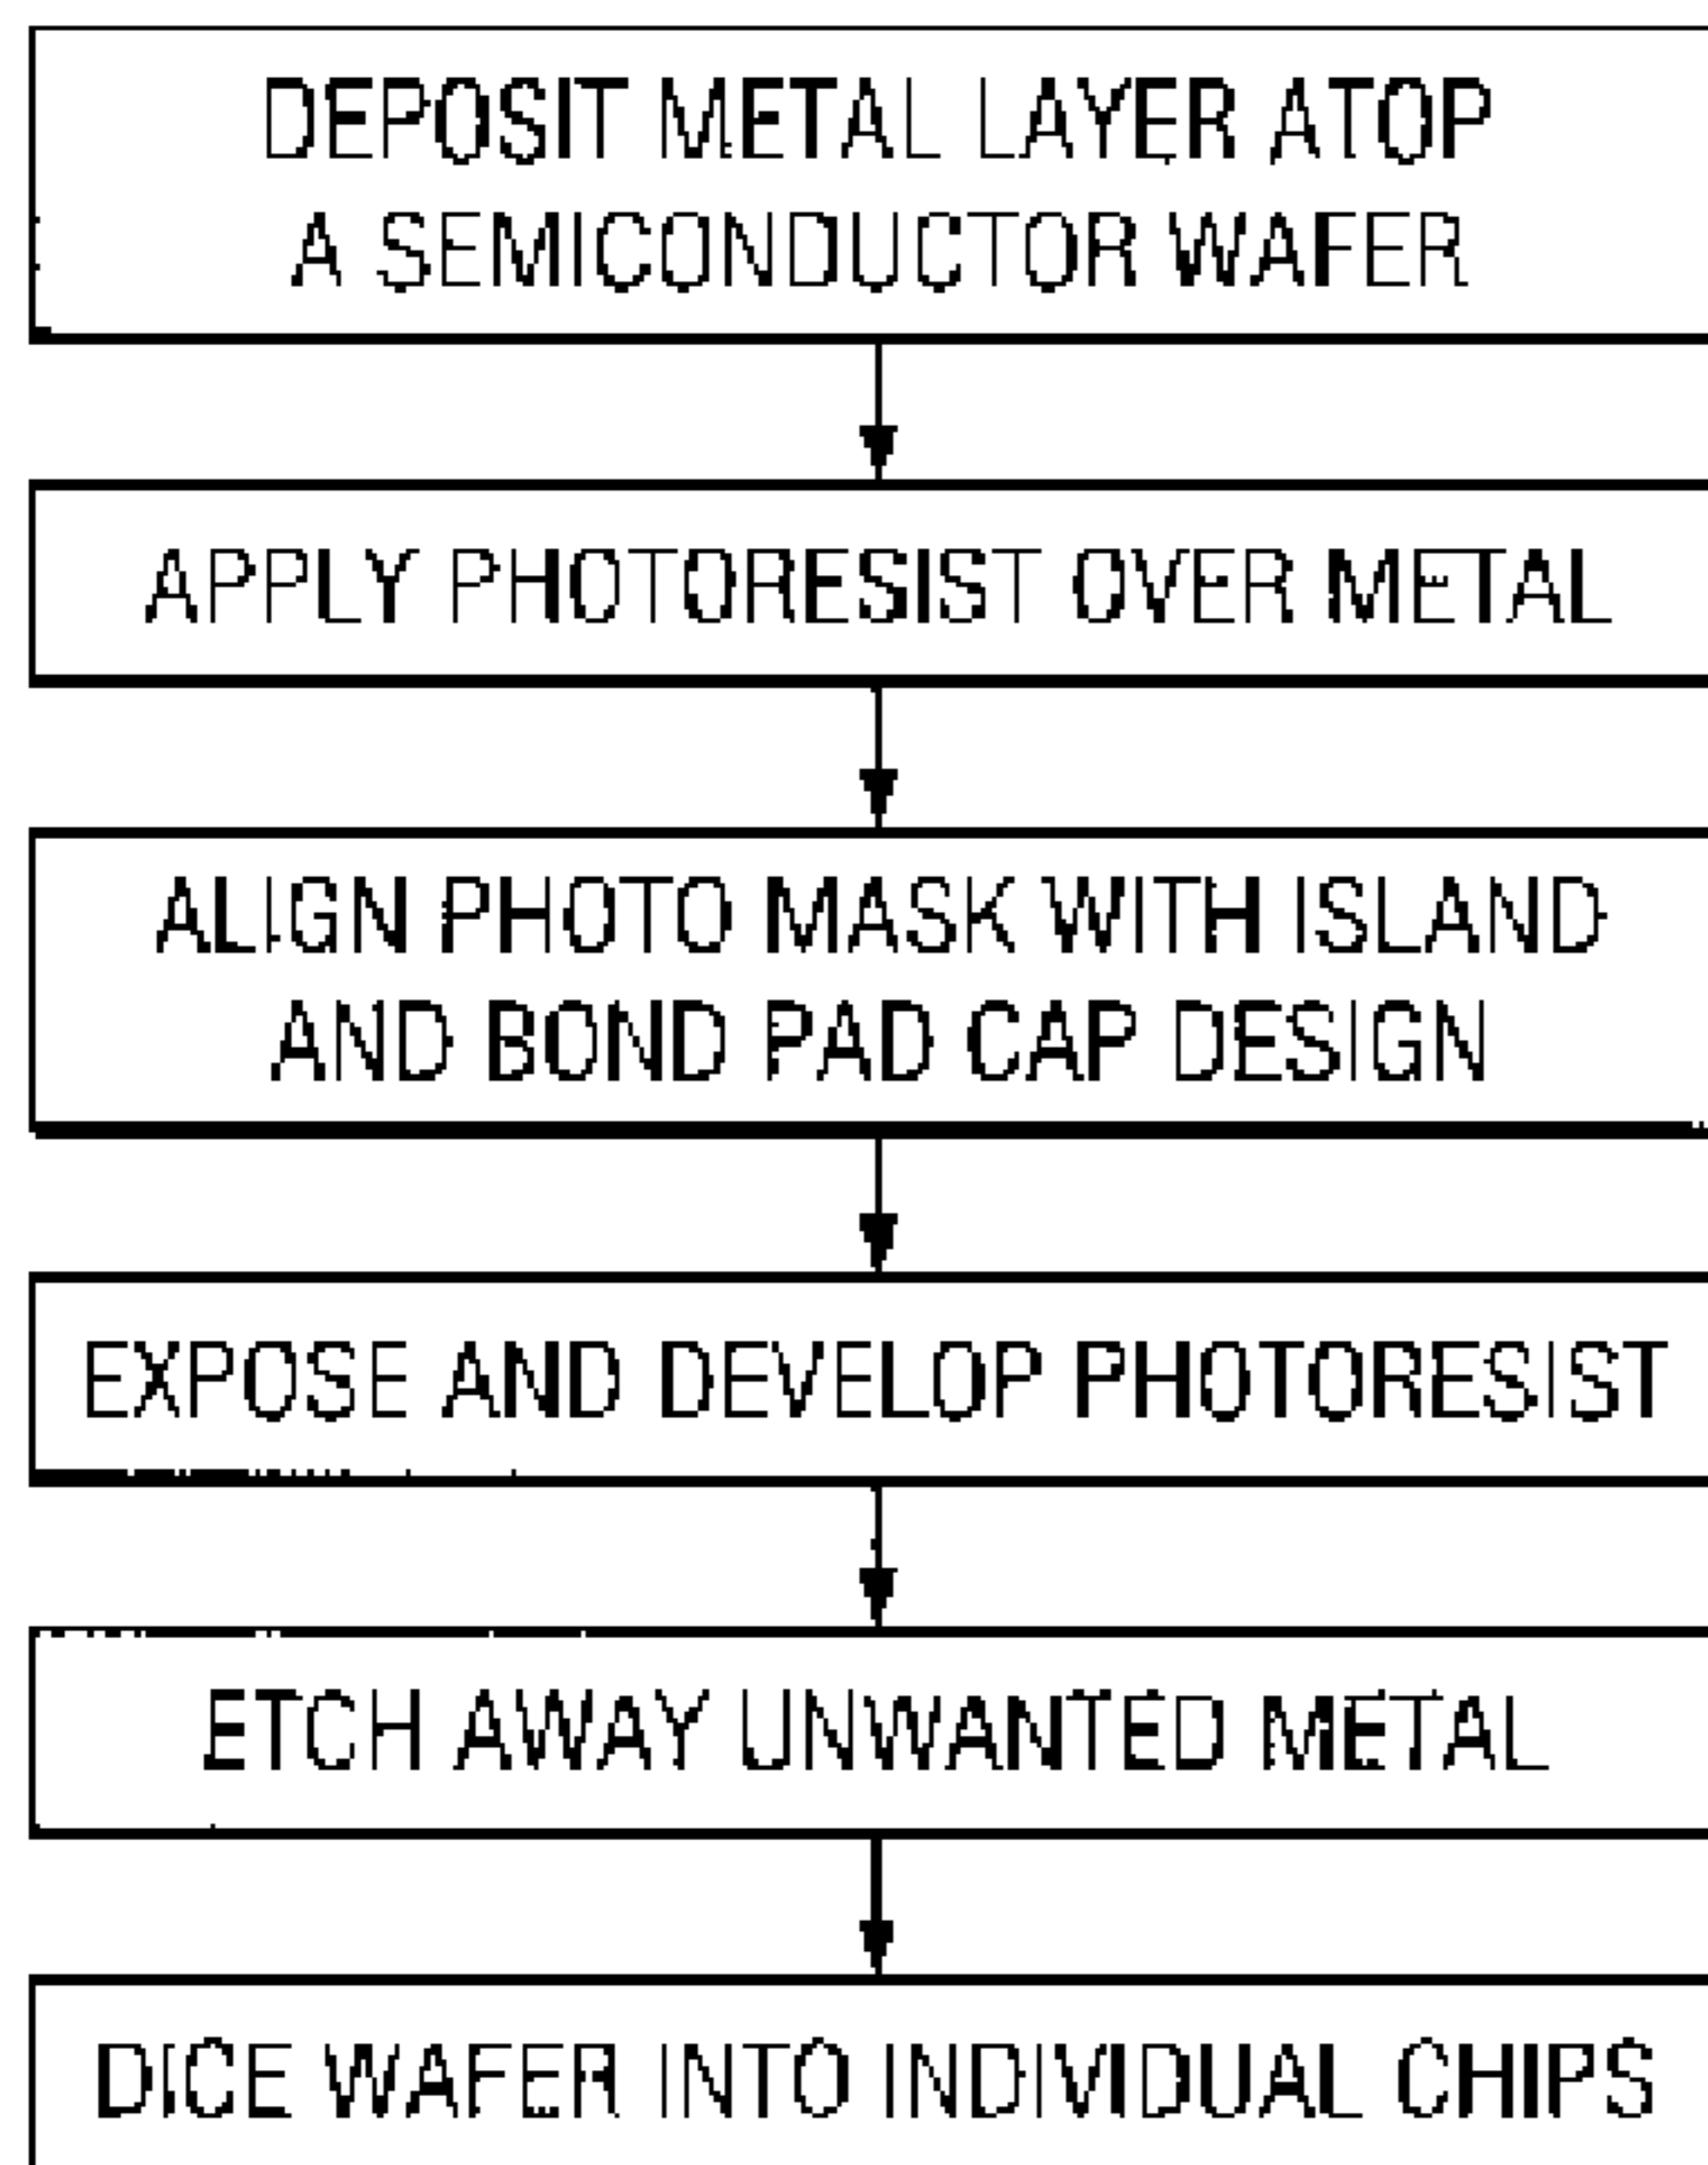 DEPOSIT METAL LAYER ATOP
A SEMICONDUCTOR WAFER
APPLY PHOTORESIST OVER METAL
ALIGN PHOTO MASK WITH ISLAND
AND BOND PAD CAP DESIGN
EXPOSE AND DEVELOP PHOTORESIST
ETCH AWAY UNWANTED METAL
DICE WAFER INTO INDIVIDUAL CHIPS